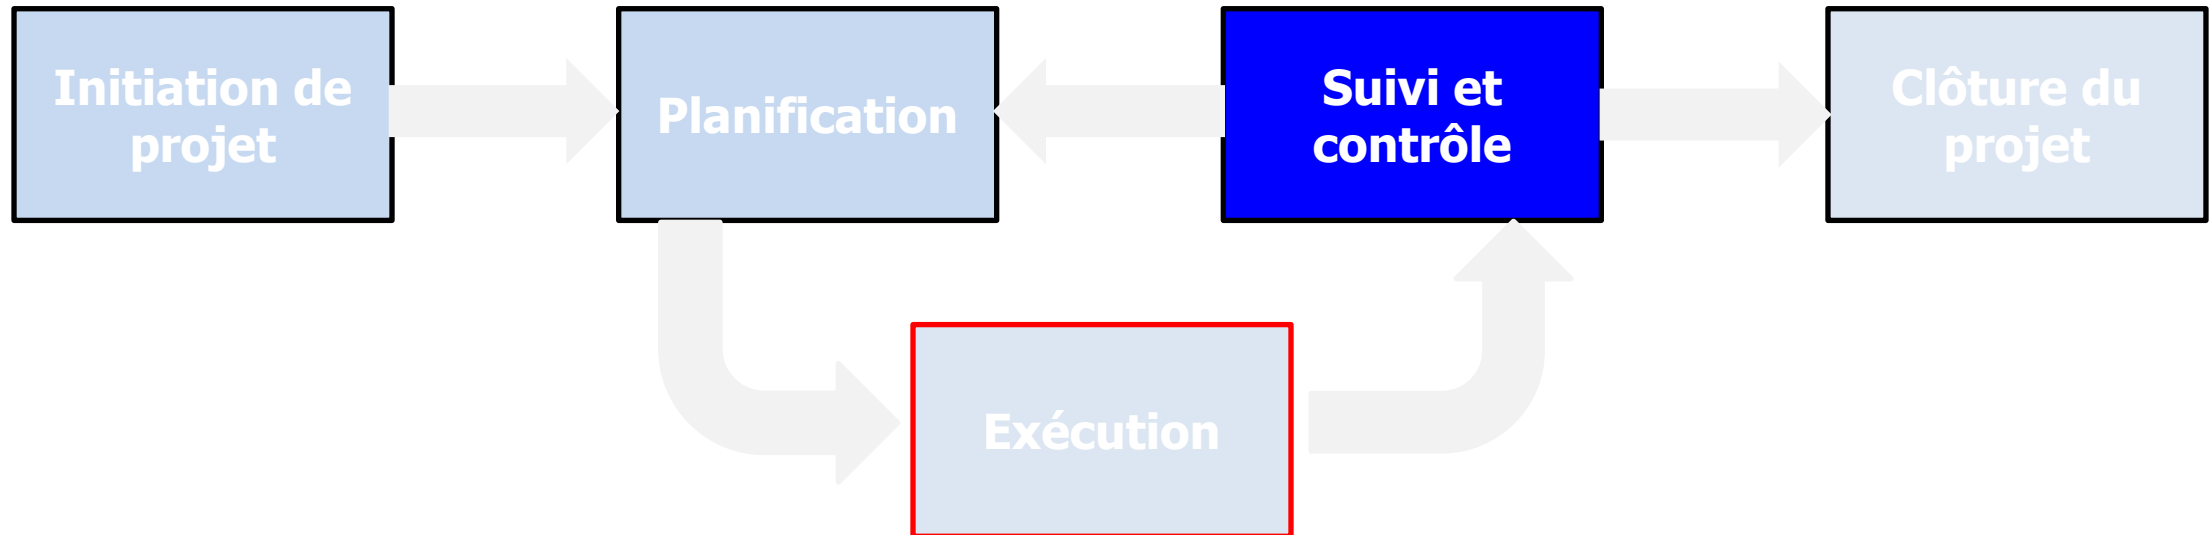 Initiation de
projet
Planification
Suivi et
contrôle
Clôture du
projet
Exécution